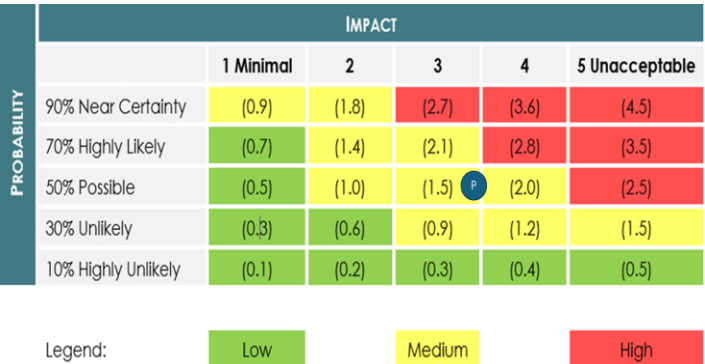 IMPACT
1 Minimal 2 3 4 5 Unacceptable
PROBABILITY
90% Near Certainty (0.9) (1.8) (2.7) (3.6) (4.5)
70% Highly Likely (0.7) (1.4) (2.1) (2.8) (3.5)
50% Possible (0.5) (1.0) (1.5) P (2.0) (2.5)
30% Unlikely (0.3) (0.6) (0.9) (1.2) (1.5)
10% Highly Unlikely (0.1) (0.2) (0.3) (0.4) (0.5)
Legend: Low Medium High